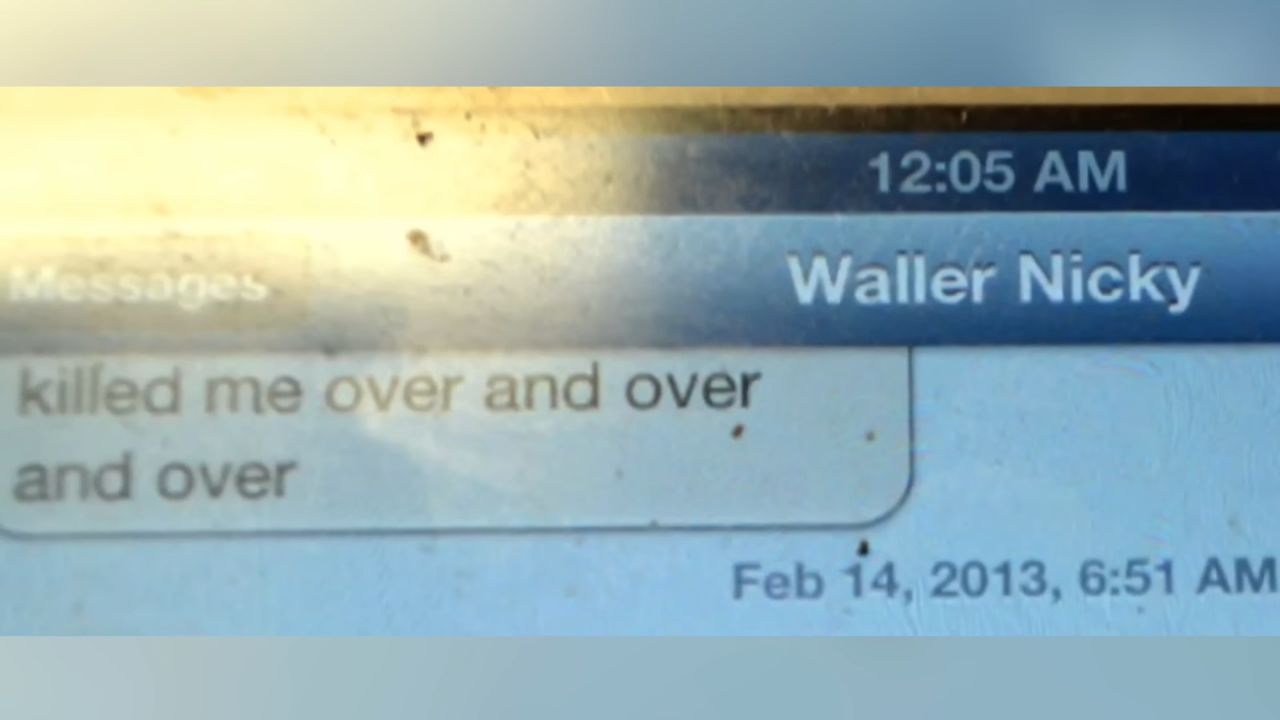 12:05 AM
Messages
Waller Nicky
killed me over and over
and over
Feb 14, 2013, 6:51 AM